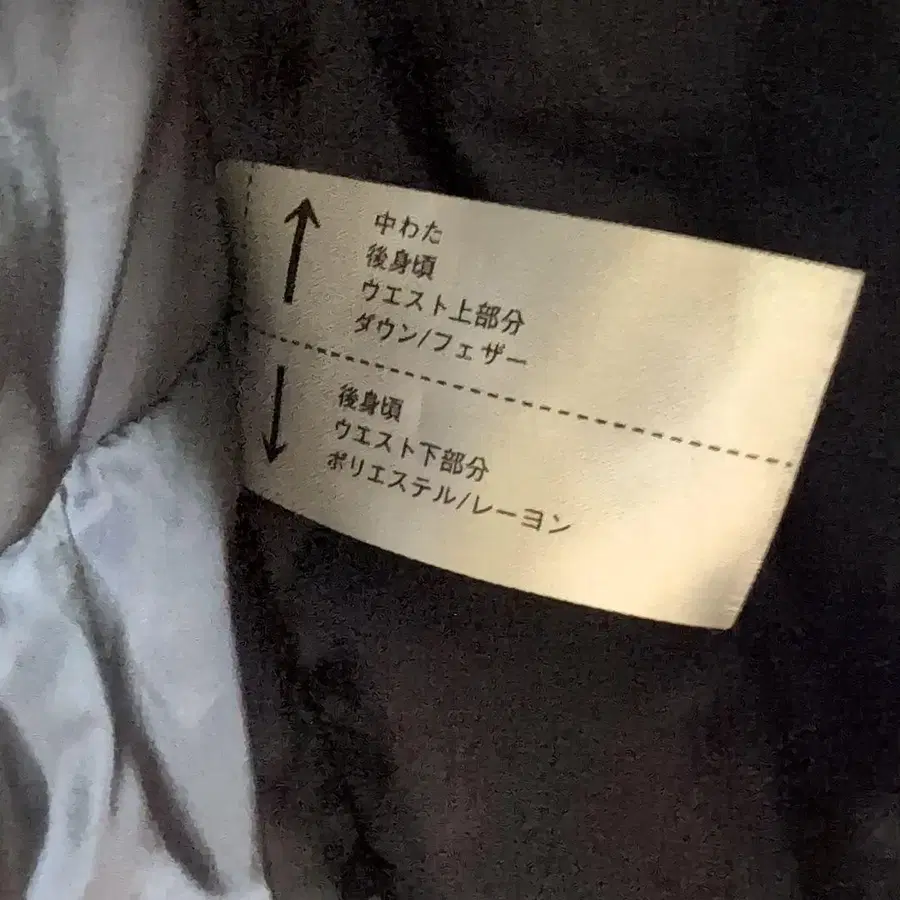 中わた
後身頃
ウエスト上部分
ダウン/フェザー
後身頃
ウエスト下部分
ポリエステル/レーヨン